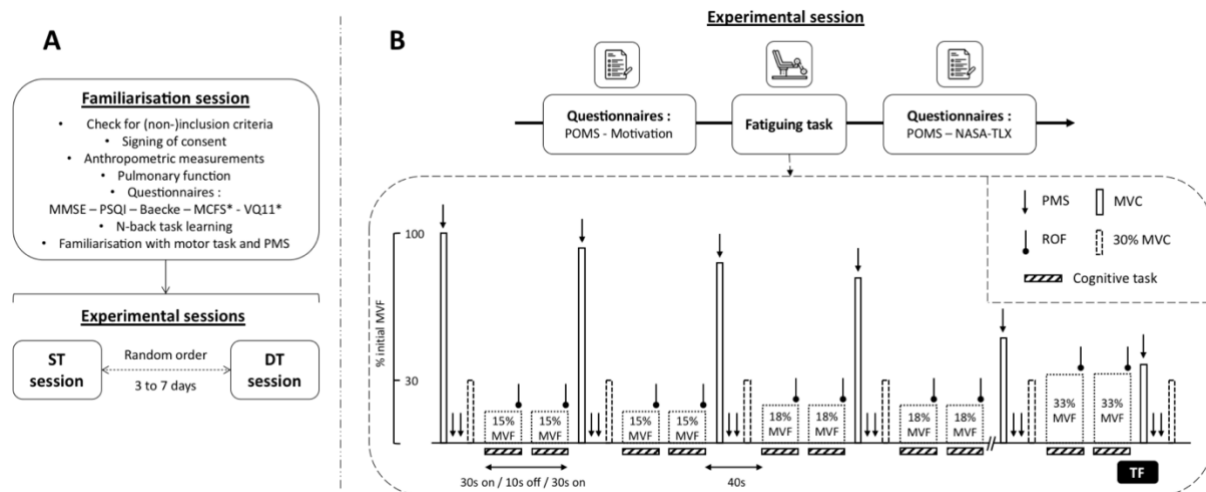 A
Familiarisation session
• Check for (non-)inclusion criteria
• Signing of consent
• Anthropometric measurements
• Pulmonary function
• Questionnaires :
MMSE – PSQI – Baecke – MCFS* - VQ11*
• N-back task learning
• Familiarisation with motor task and PMS
Experimental sessions
ST
session
Random order
3 to 7 days
DT
session
B
Experimental session
Questionnaires :
POMS - Motivation
Fatiguing task
Questionnaires :
POMS – NASA-TLX
PMS
MVC
ROF
30% MVC
Cognitive task
% initial MVF
100
30
15%
MVF
15%
MVF
15%
MVF
15%
MVF
18%
MVF
18%
MVF
18%
MVF
18%
MVF
33%
MVF
33%
MVF
30s on / 10s off / 30s on
40s
TF